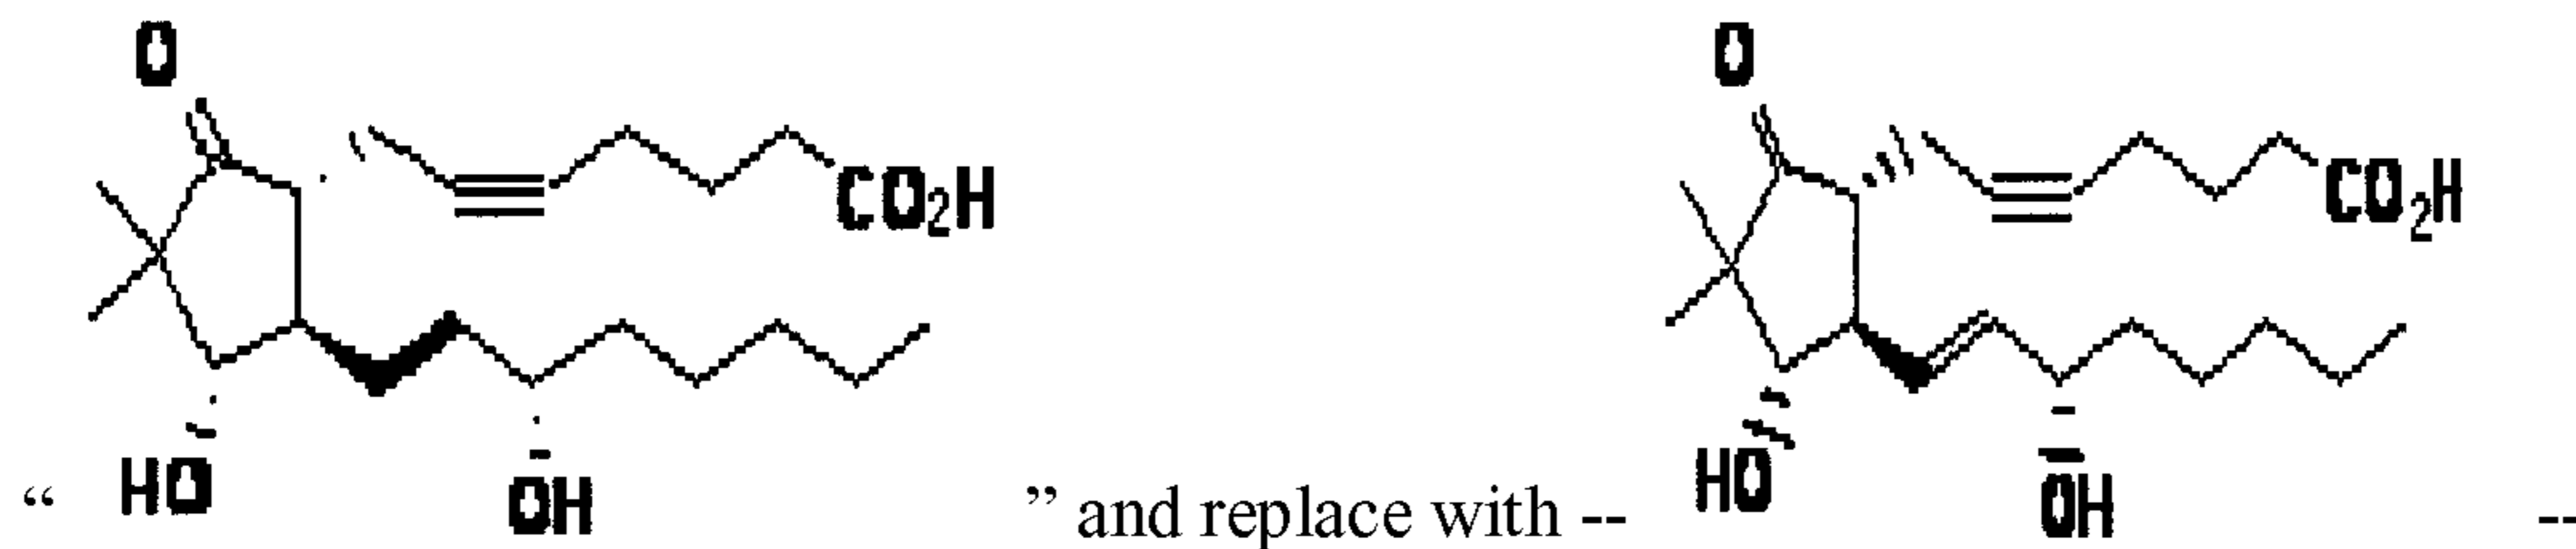 O O
CO₂H CO₂H
“ HO OH ” and replace with -- HO OH --